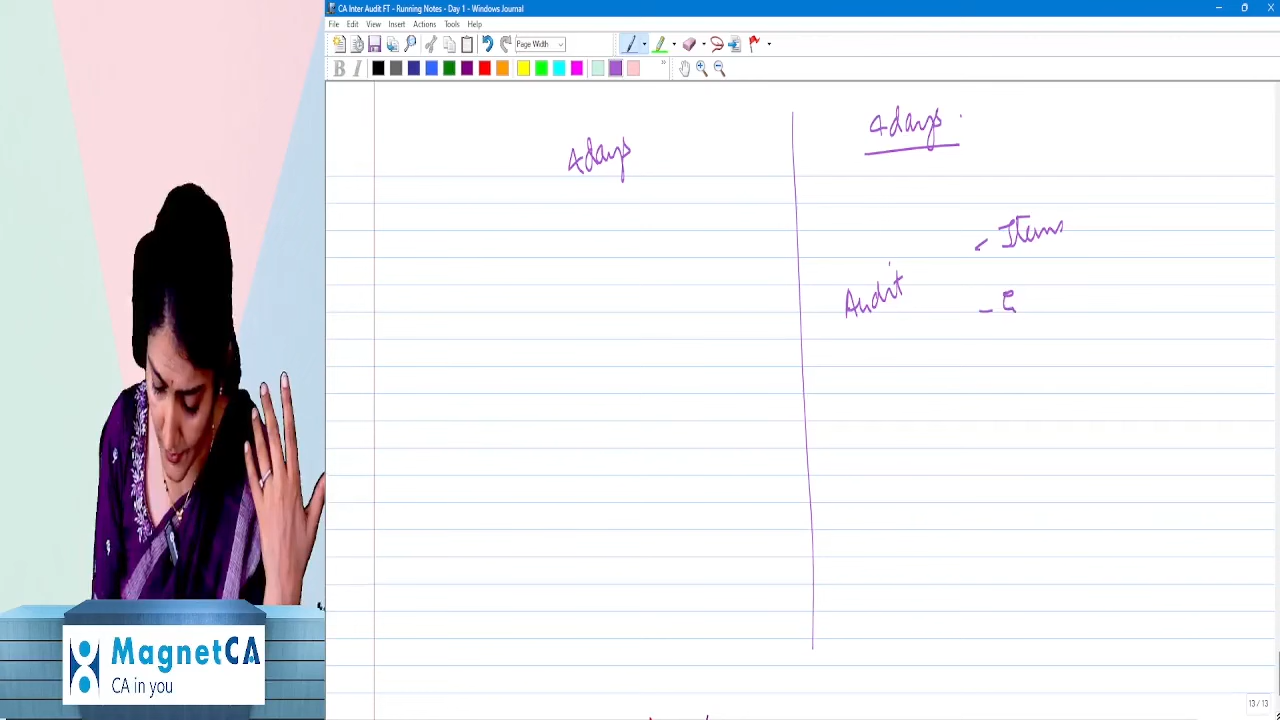 CA Inter Audit FT - Running Notes - Day 1 - Windows Journal
File Edit View Insert Actions Tools Help
Page Width
B I
4days
4days
- Items
Audit
- E
MagnetCA
CA in you
13 / 13